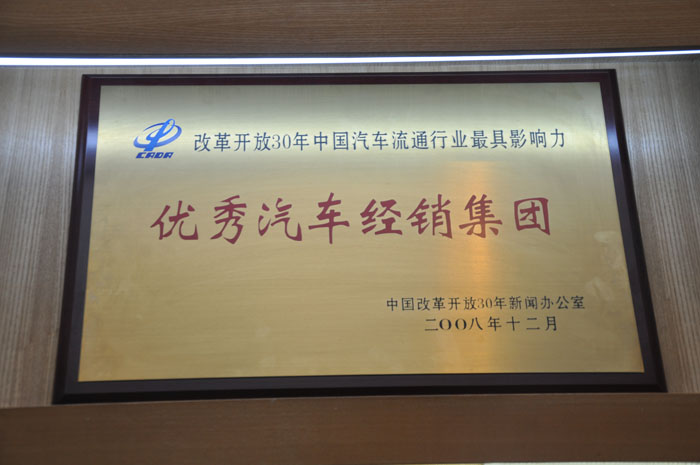 CADA
改革开放30年中国汽车流通行业最具影响力
优秀汽车经销集团
中国改革开放30年新闻办公室
二〇〇八年十二月